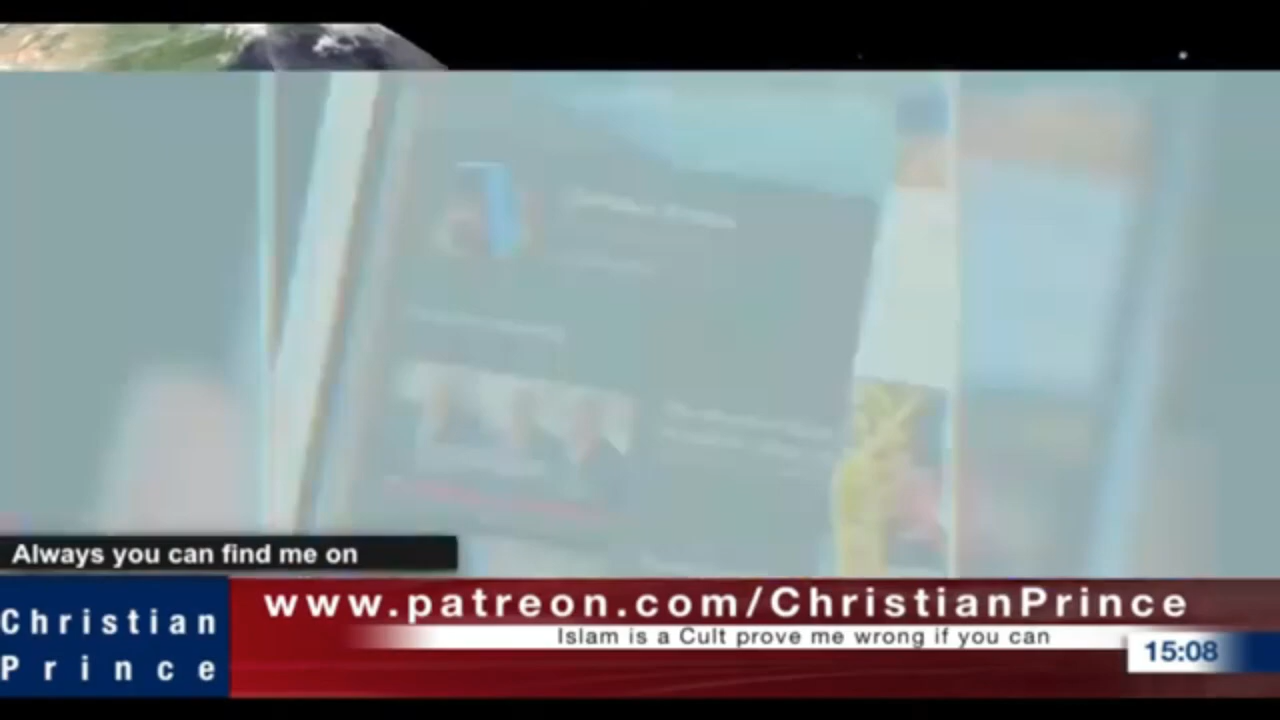 Always you can find me on
www.patreon.com/ChristianPrince
Islam is a Cult prove me wrong if you can
Christian
Prince
15:08